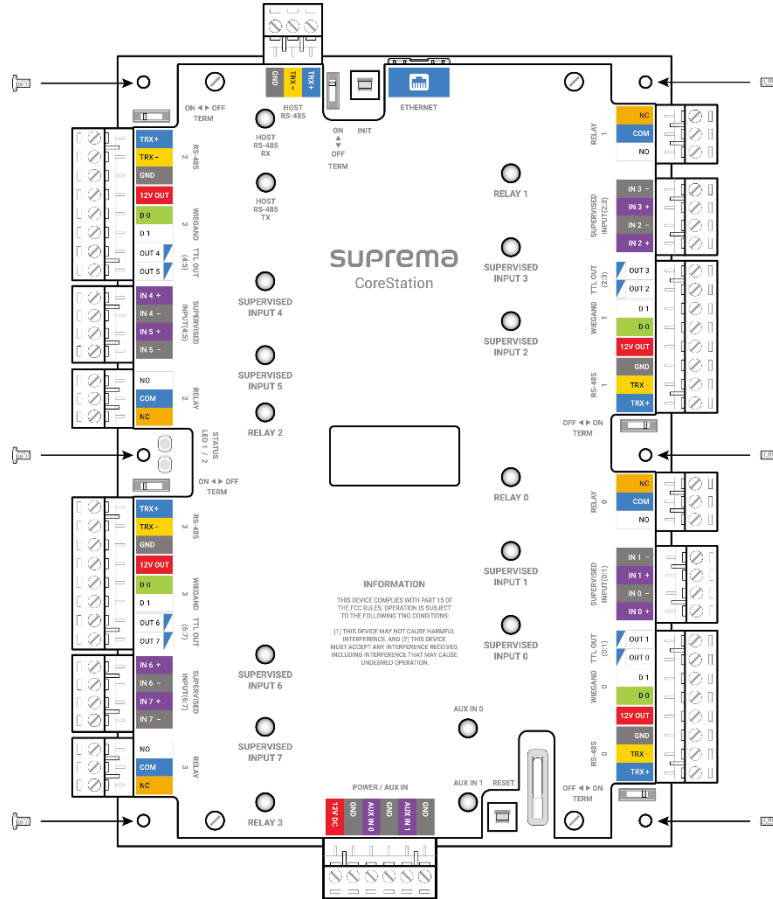 GND
TRX -
TRX+
HOST
RS-485
ON
▲
▼
OFF
TERM
INIT
ETHERNET
HOST
RS-485
RX
HOST
RS-485
TX
ON ◄► OFF
TERM
TRX +
TRX -
GND
RS-485
2
12V OUT
D 0
D 1
WIEGAND
2
OUT 4
OUT 5
TTL OUT
(4:5)
IN 4 +
IN 4 -
IN 5 +
IN 5 -
SUPERVISED
INPUT(4:5)
NO
COM
NC
RELAY
2
STATUS
LED 1 / 2
ON ◄► OFF
TERM
TRX+
TRX -
GND
RS-485
3
12V OUT
D 0
D 1
WIEGAND
3
OUT 6
OUT 7
TTL OUT
(6:7)
IN 6 +
IN 6 -
IN 7 +
IN 7 -
SUPERVISED
INPUT(6:7)
NO
COM
NC
RELAY
3
suprema
CoreStation
SUPERVISED
INPUT 4
SUPERVISED
INPUT 5
RELAY 2
SUPERVISED
INPUT 6
SUPERVISED
INPUT 7
RELAY 3
RELAY 1
SUPERVISED
INPUT 3
SUPERVISED
INPUT 2
RELAY 0
SUPERVISED
INPUT 1
SUPERVISED
INPUT 0
INFORMATION
THIS DEVICE COMPLIES WITH PART 15 OF
THE FCC RULES. OPERATION IS SUBJECT
TO THE FOLLOWING TWO CONDITIONS:
(1) THIS DEVICE MAY NOT CAUSE HARMFUL
INTERFERENCE, AND (2) THIS DEVICE
MUST ACCEPT ANY INTERFERENCE RECEIVED,
INCLUDING INTERFERENCE THAT MAY CAUSE
UNDESIRED OPERATION.
AUX IN 0
AUX IN 1
RESET
POWER / AUX IN
12V DC
GND
AUX IN 0
GND
AUX IN 1
GND
RELAY
1
NC
COM
NO
SUPERVISED
INPUT(2:3)
IN 3 -
IN 3 +
IN 2 -
IN 2 +
TTL OUT
(2:3)
OUT 3
OUT 2
WIEGAND
1
D 1
D 0
12V OUT
RS-485
1
GND
TRX -
TRX +
OFF ◄► ON
TERM
RELAY
0
NC
COM
NO
SUPERVISED
INPUT(0:1)
IN 1 -
IN 1 +
IN 0 -
IN 0 +
TTL OUT
(0:1)
OUT 1
OUT 0
WIEGAND
0
D 1
D 0
12V OUT
RS-485
0
GND
TRX -
TRX+
OFF ◄► ON
TERM